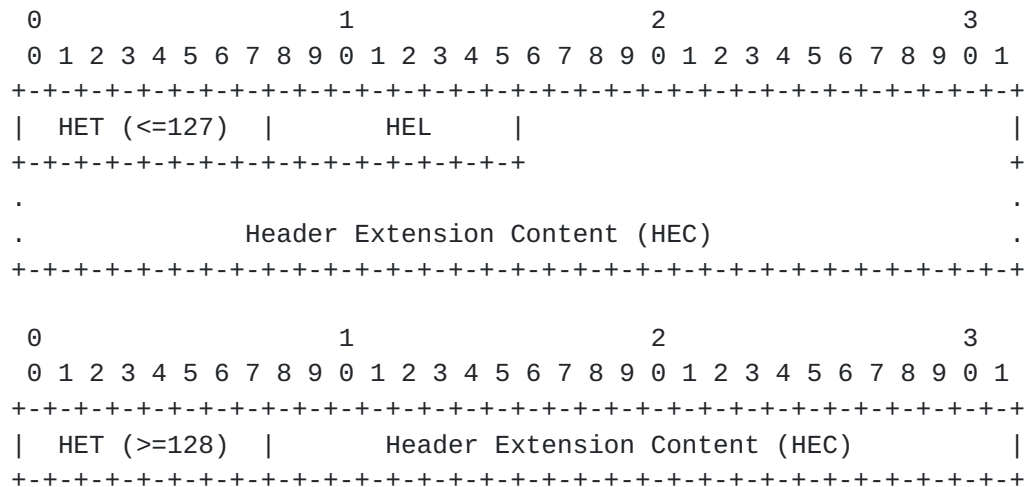 0                   1                   2                   3
 0 1 2 3 4 5 6 7 8 9 0 1 2 3 4 5 6 7 8 9 0 1 2 3 4 5 6 7 8 9 0 1
+-+-+-+-+-+-+-+-+-+-+-+-+-+-+-+-+-+-+-+-+-+-+-+-+-+-+-+-+-+-+-+-+
|  HET (<=127)  |       HEL     |                               |
+-+-+-+-+-+-+-+-+-+-+-+-+-+-+-+-+                               +
.                                                               .
.              Header Extension Content (HEC)                   .
+-+-+-+-+-+-+-+-+-+-+-+-+-+-+-+-+-+-+-+-+-+-+-+-+-+-+-+-+-+-+-+-+

 0                   1                   2                   3
 0 1 2 3 4 5 6 7 8 9 0 1 2 3 4 5 6 7 8 9 0 1 2 3 4 5 6 7 8 9 0 1
+-+-+-+-+-+-+-+-+-+-+-+-+-+-+-+-+-+-+-+-+-+-+-+-+-+-+-+-+-+-+-+-+
|  HET (>=128)  |       Header Extension Content (HEC)          |
+-+-+-+-+-+-+-+-+-+-+-+-+-+-+-+-+-+-+-+-+-+-+-+-+-+-+-+-+-+-+-+-+